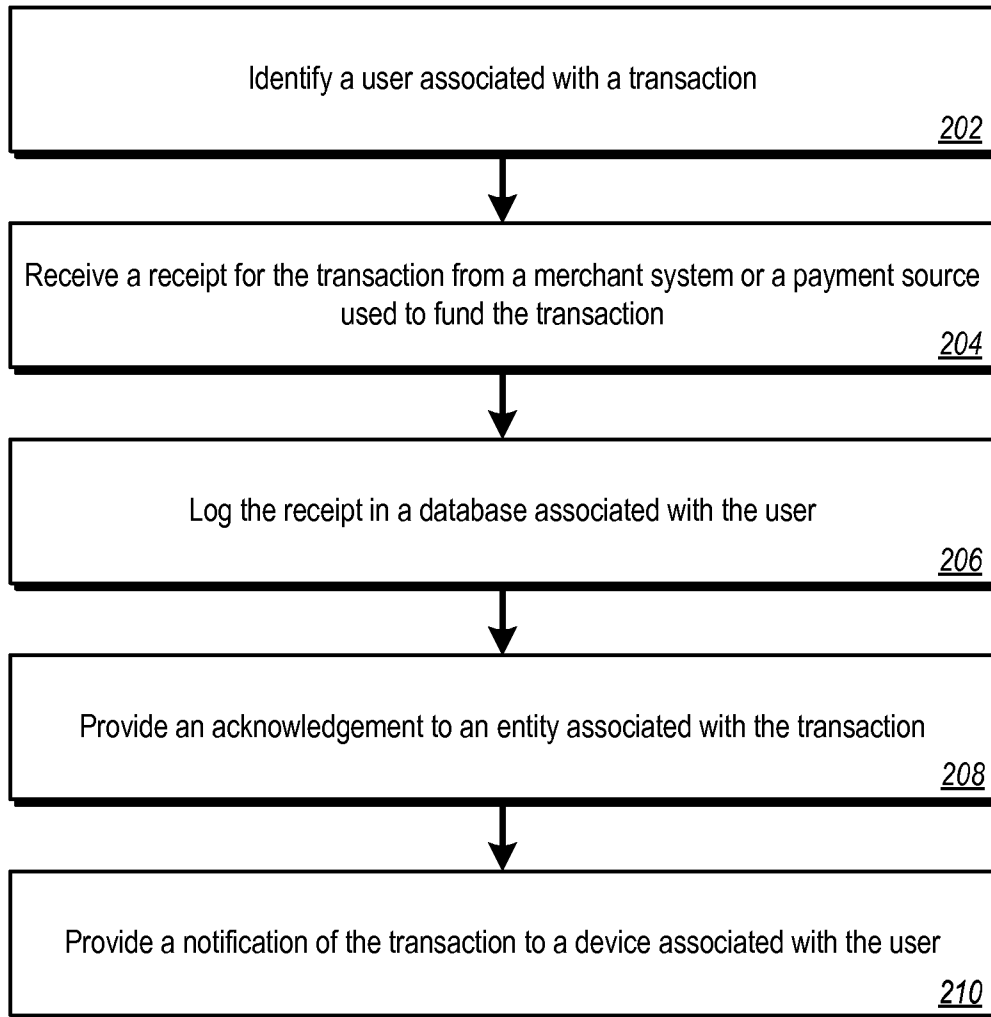 Identify a user associated with a transaction
202
Receive a receipt for the transaction from a merchant system or a payment source
used to fund the transaction
204
Log the receipt in a database associated with the user
206
Provide an acknowledgement to an entity associated with the transaction
208
Provide a notification of the transaction to a device associated with the user
210